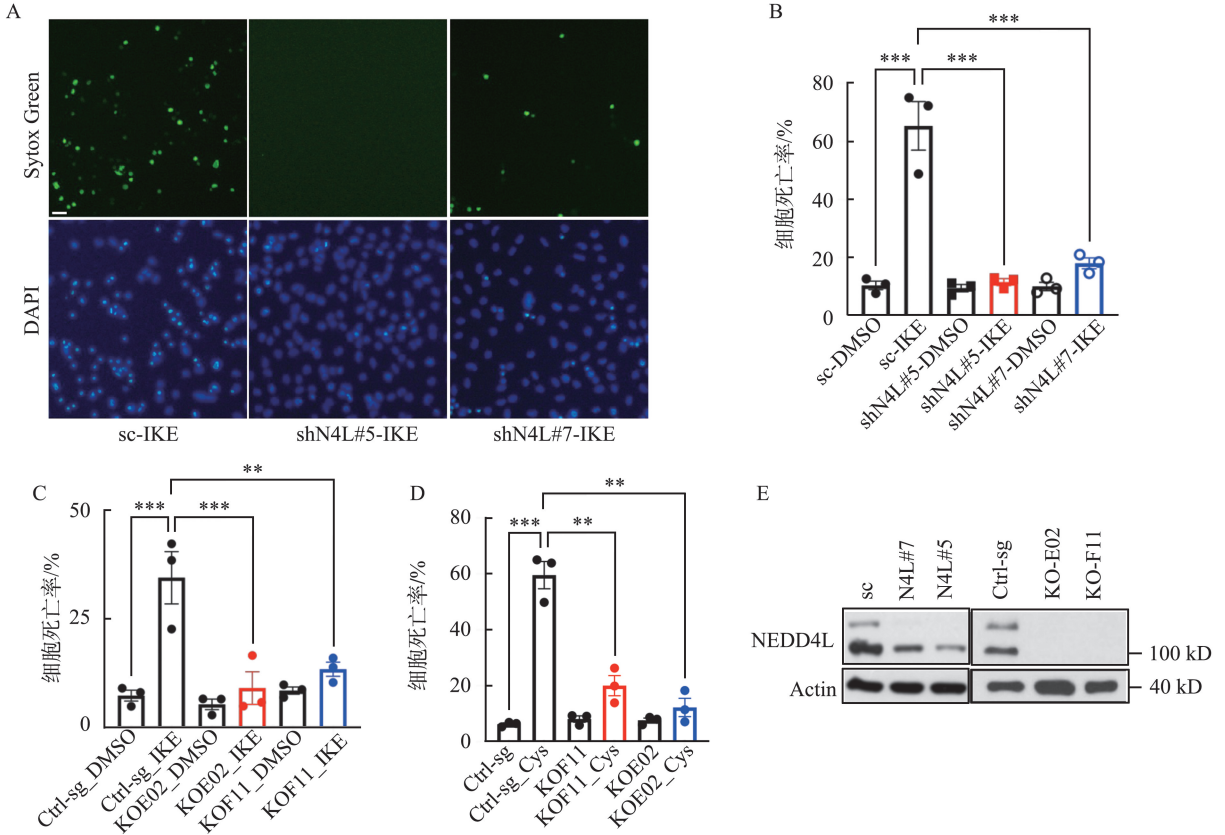 A
Sytox Green
DAPI
sc-IKE
shN4L#5-IKE
shN4L#7-IKE
B
***
***
***
细胞死亡率/%
80
60
40
20
0
sc-DMSO
sc-IKE
shN4L#5-DMSO
shN4L#5-IKE
shN4L#7-DMSO
shN4L#7-IKE
C
**
***
***
细胞死亡率/%
50
25
0
Ctrl-sg_DMSO
Ctrl-sg_IKE
KOE02_DMSO
KOE02_IKE
KOF11_DMSO
KOF11_IKE
D
**
***
**
细胞死亡率/%
80
60
40
20
0
Ctrl-sg
Ctrl-sg_Cys
KOF11
KOF11_Cys
KOE02
KOE02_Cys
E
sc
N4L#7
N4L#5
Ctrl-sg
KO-E02
KO-F11
NEDD4L
100 kD
Actin
40 kD